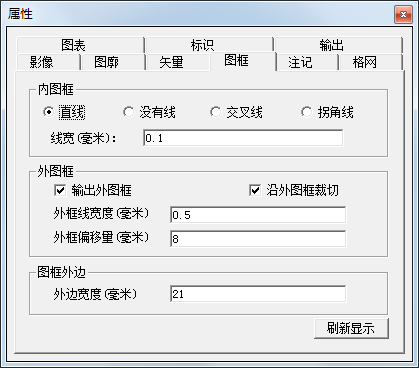 属性
图表 标识 输出
影像 图廓 矢量 图框 注记 格网
内图框
直线 没有线 交叉线 拐角线
线宽(毫米): 0.1
外图框
输出外图框 沿外图框裁切
外框线宽度(毫米) 0.5
外框偏移量(毫米) 8
图框外边
外边宽度(毫米) 21
刷新显示